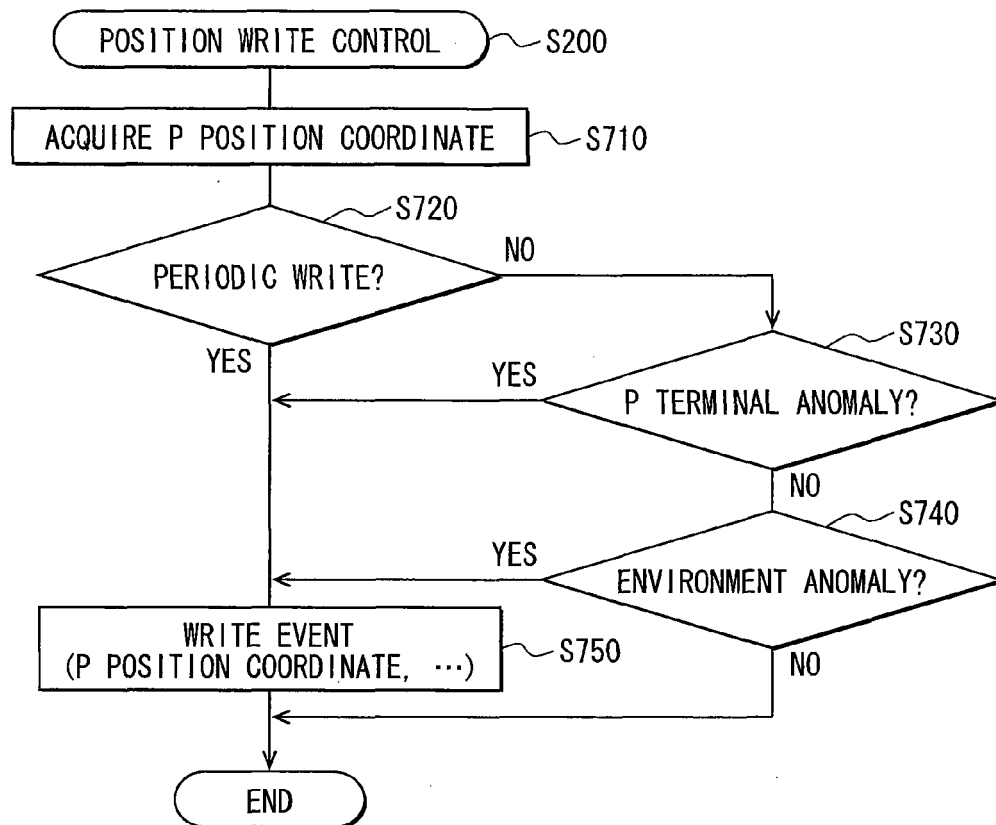 POSITION WRITE CONTROL
S200
ACQUIRE P POSITION COORDINATE
S710
S720
PERIODIC WRITE?
NO
YES
S730
P TERMINAL ANOMALY?
YES
NO
S740
ENVIRONMENT ANOMALY?
YES
NO
WRITE EVENT
(P POSITION COORDINATE, ···)
S750
END